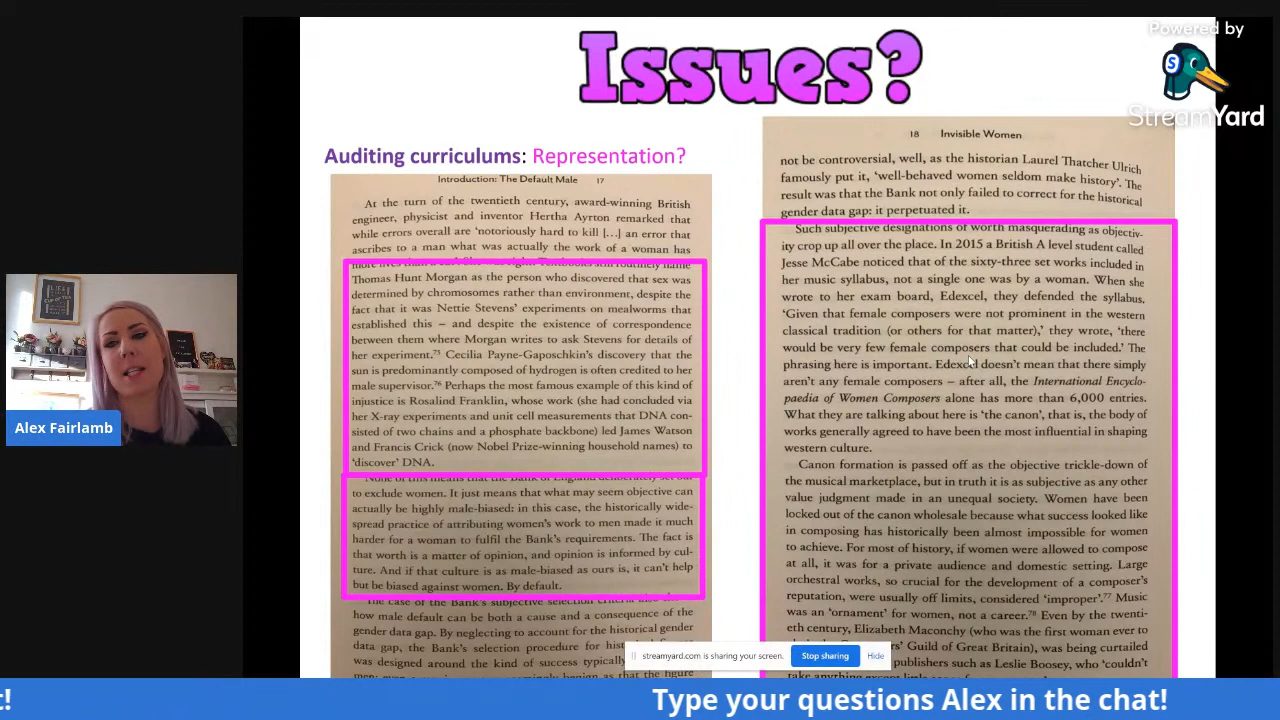 Issues?
Powered by
StreamYard
Auditing curriculums: Representation?
Introduction: The Default Male 17
At the turn of the twentieth century, award-winning British
engineer, physicist and inventor Hertha Ayrton remarked that
while errors overall are 'notoriously hard to kill [...] an error that
ascribes to a man what was actually the work of a woman has
Textbooks still routinely name
Thomas Hunt Morgan as the person who discovered that sex was
determined by chromosomes rather than environment, despite the
fact that it was Nettie Stevens' experiments on mealworms that
established this – and despite the existence of correspondence
between them where Morgan writes to ask Stevens for details of
her experiment.75 Cecilia Payne-Gaposchkin's discovery that the
sun is predominantly composed of hydrogen is often credited to her
male supervisor.76 Perhaps the most famous example of this kind of
injustice is Rosalind Franklin, whose work (she had concluded via
her X-ray experiments and unit cell measurements that DNA con-
sisted of two chains and a phosphate backbone) led James Watson
and Francis Crick (now Nobel Prize-winning household names) to
'discover' DNA.
None of this means that the Bank of England deliberately set out
to exclude women. It just means that what may seem objective can
actually be highly male-biased: in this case, the historically wide-
spread practice of attributing women's work to men made it much
harder for a woman to fulfil the Bank's requirements. The fact is
that worth is a matter of opinion, and opinion is informed by cul-
ture. And if that culture is as male-biased as ours is, it can't help
but be biased against women. By default.
The case of the Bank's subjective selection criteria also
how male default can be both a cause and a consequence of the
gender data gap. By neglecting to account for the historical gender
data gap, the Bank's selection procedure for
was designed around the kind of success typically
18 Invisible Women
not be controversial, well, as the historian Laurel Thatcher Ulrich
famously put it, 'well-behaved women seldom make history'. The
result was that the Bank not only failed to correct for the historical
gender data gap: it perpetuated it.
Such subjective designations of worth masquerading as objectiv-
ity crop up all over the place. In 2015 a British A level student called
Jesse McCabe noticed that of the sixty-three set works included in
her music syllabus, not a single one was by a woman. When she
wrote to her exam board, Edexcel, they defended the syllabus.
'Given that female composers were not prominent in the western
classical tradition (or others for that matter),' they wrote, 'there
would be very few female composers that could be included.' The
phrasing here is important. Edexcel doesn't mean that there simply
aren't any female composers – after all, the International Encyclo-
paedia of Women Composers alone has more than 6,000 entries.
What they are talking about here is 'the canon', that is, the body of
works generally agreed to have been the most influential in shaping
western culture.
Canon formation is passed off as the objective trickle-down of
the musical marketplace, but in truth it is as subjective as any other
value judgment made in an unequal society. Women have been
locked out of the canon wholesale because what success looked like
in composing has historically been almost impossible for women
to achieve. For most of history, if women were allowed to compose
at all, it was for a private audience and domestic setting. Large
orchestral works, so crucial for the development of a composer's
reputation, were usually off limits, considered 'improper'.77 Music
was an 'ornament' for women, not a career.78 Even by the twenti-
eth century, Elizabeth Maconchy (who was the first woman ever to
Guild of Great Britain), was being curtailed
publishers such as Leslie Boosey, who 'couldn't
Alex Fairlamb
streamyard.com is sharing your screen.
Stop sharing
Hide
t!
Type your questions Alex in the chat!